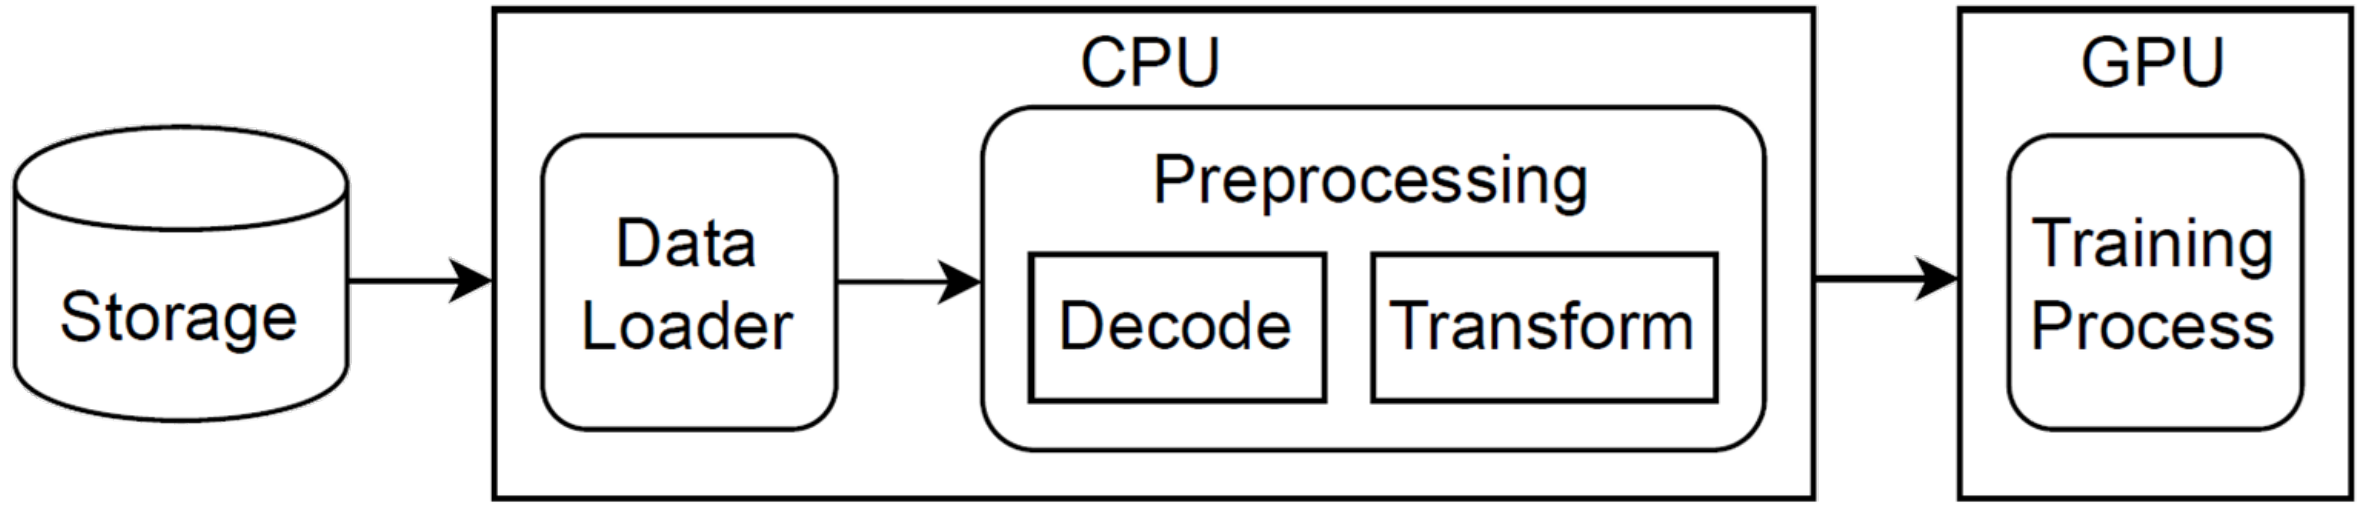 Storage
CPU
Data
Loader
Preprocessing
Decode
Transform
GPU
Training
Process